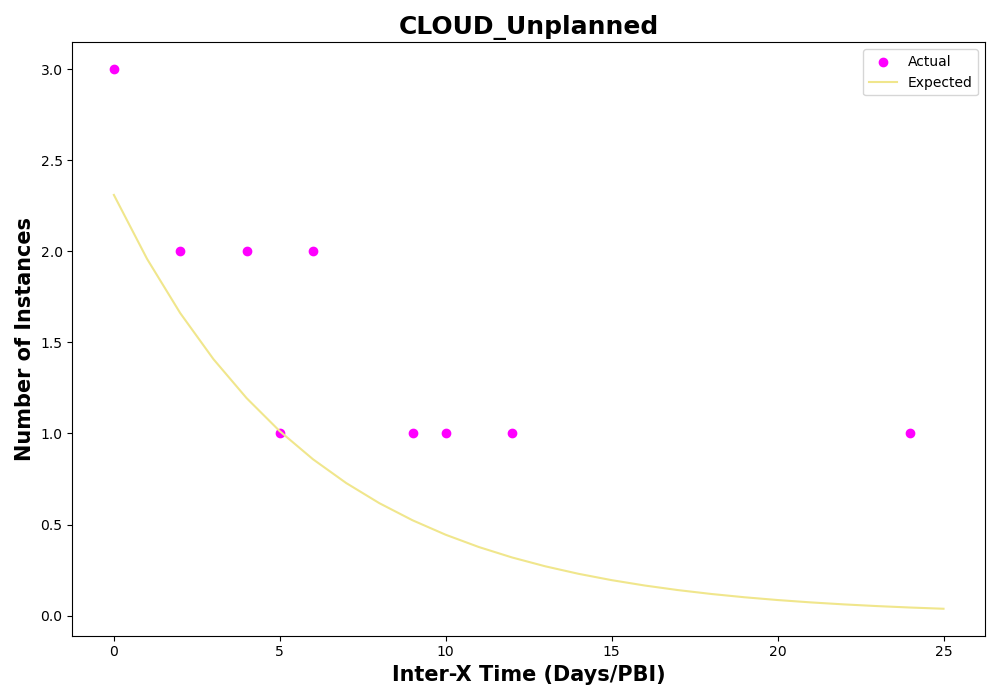 CLOUD_Unplanned
Actual
Expected
Number of Instances
3.0
2.5
2.0
1.5
1.0
0.5
0.0
0 5 10 15 20 25
Inter-X Time (Days/PBI)